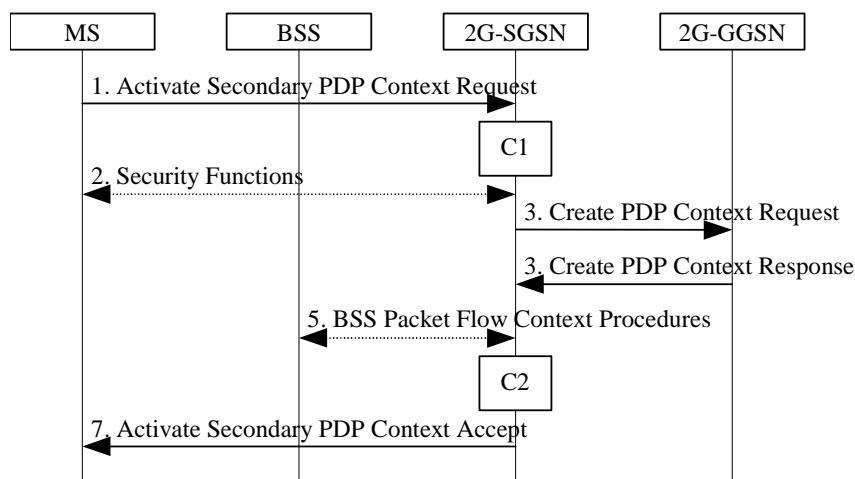 MS BSS 2G-SGSN 2G-GGSN
1. Activate Secondary PDP Context Request
C1
2. Security Functions
3. Create PDP Context Request
3. Create PDP Context Response
5. BSS Packet Flow Context Procedures
C2
7. Activate Secondary PDP Context Accept